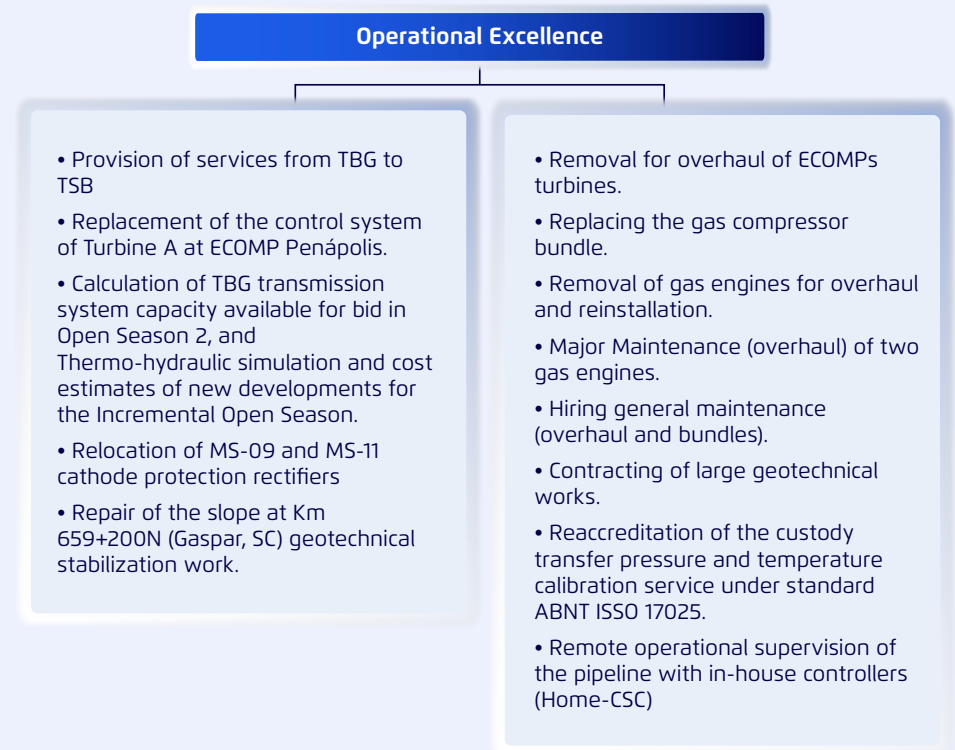 Operational Excellence
• Provision of services from TBG to
TSB
• Replacement of the control system
of Turbine A at ECOMP Penápolis.
• Calculation of TBG transmission
system capacity available for bid in
Open Season 2, and
Thermo-hydraulic simulation and cost
estimates of new developments for
the Incremental Open Season.
• Relocation of MS-09 and MS-11
cathode protection rectifiers
• Repair of the slope at Km
659+200N (Gaspar, SC) geotechnical
stabilization work.
• Removal for overhaul of ECOMPs
turbines.
• Replacing the gas compressor
bundle.
• Removal of gas engines for overhaul
and reinstallation.
• Major Maintenance (overhaul) of two
gas engines.
• Hiring general maintenance
(overhaul and bundles).
• Contracting of large geotechnical
works.
• Reaccreditation of the custody
transfer pressure and temperature
calibration service under standard
ABNT ISSO 17025.
• Remote operational supervision of
the pipeline with in-house controllers
(Home-CSC)